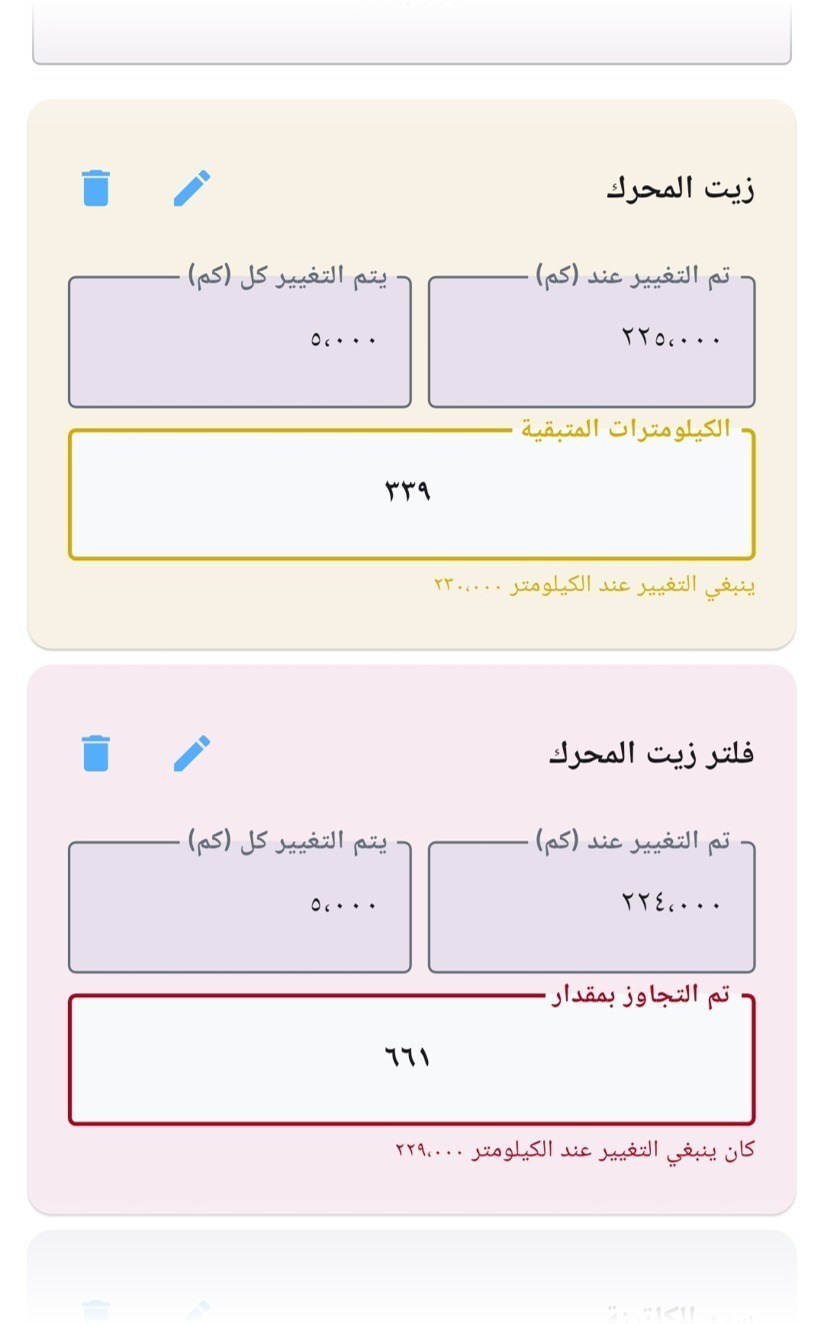 زيت المحرك
تم التغيير عند (كم) يتم التغيير كل (كم)
٢٢٥،٠٠٠ ٥،٠٠٠
الكيلومترات المتبقية
٣٣٩
ينبغي التغيير عند الكيلومتر ٢٣٠،٠٠٠
فلتر زيت المحرك
تم التغيير عند (كم) يتم التغيير كل (كم)
٢٢٤،٠٠٠ ٥،٠٠٠
تم التجاوز بمقدار
٦٦١
كان ينبغي التغيير عند الكيلومتر ٢٢٩،٠٠٠